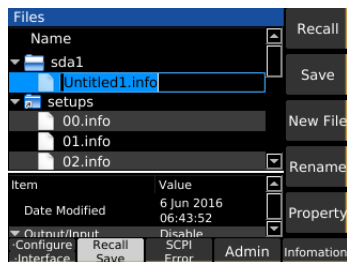 Files
Name
sda1
Untitled1.info
setups
00.info
01.info
02.info
Item Value
Date Modified 6 Jun 2016
06:43:52
Output/Input Disable
·Configure
·Interface
Recall
Save
SCPI
Error
Admin
Infomation
Recall
Save
New File
Rename
Property